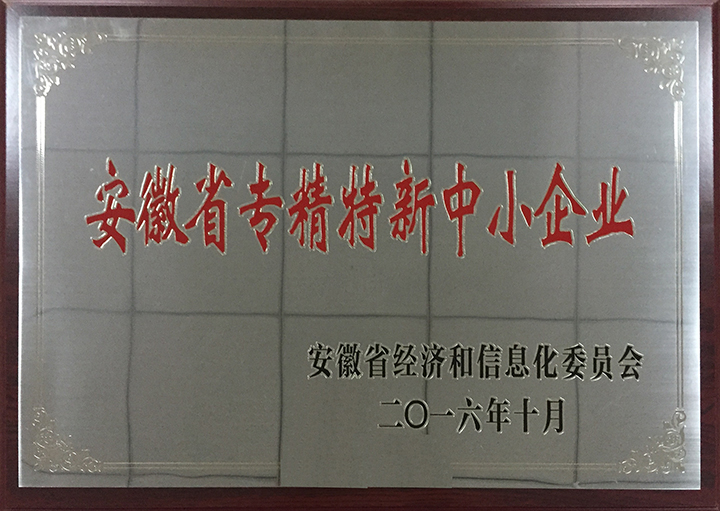 安徽省专精特新中小企业
安徽省经济和信息化委员会
二〇一六年十月